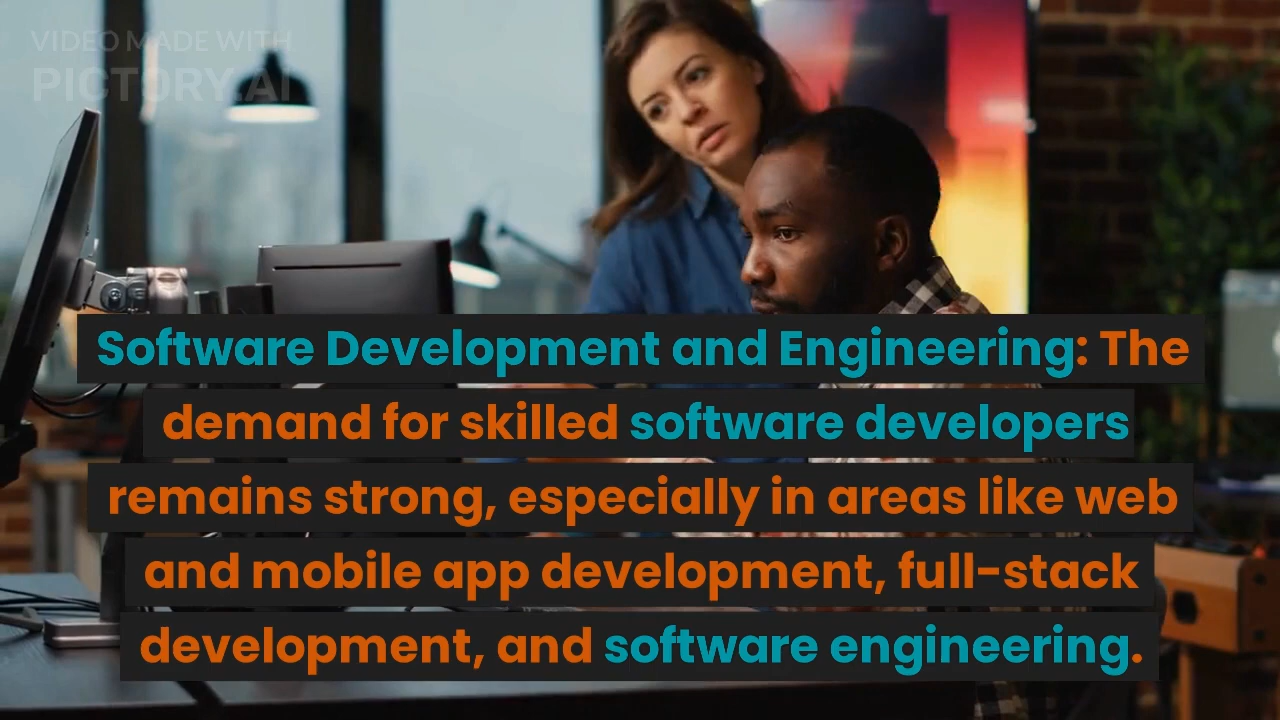 VIDEO MADE WITH
PICTORY.AI
Software Development and Engineering: The
demand for skilled software developers
remains strong, especially in areas like web
and mobile app development, full-stack
development, and software engineering.